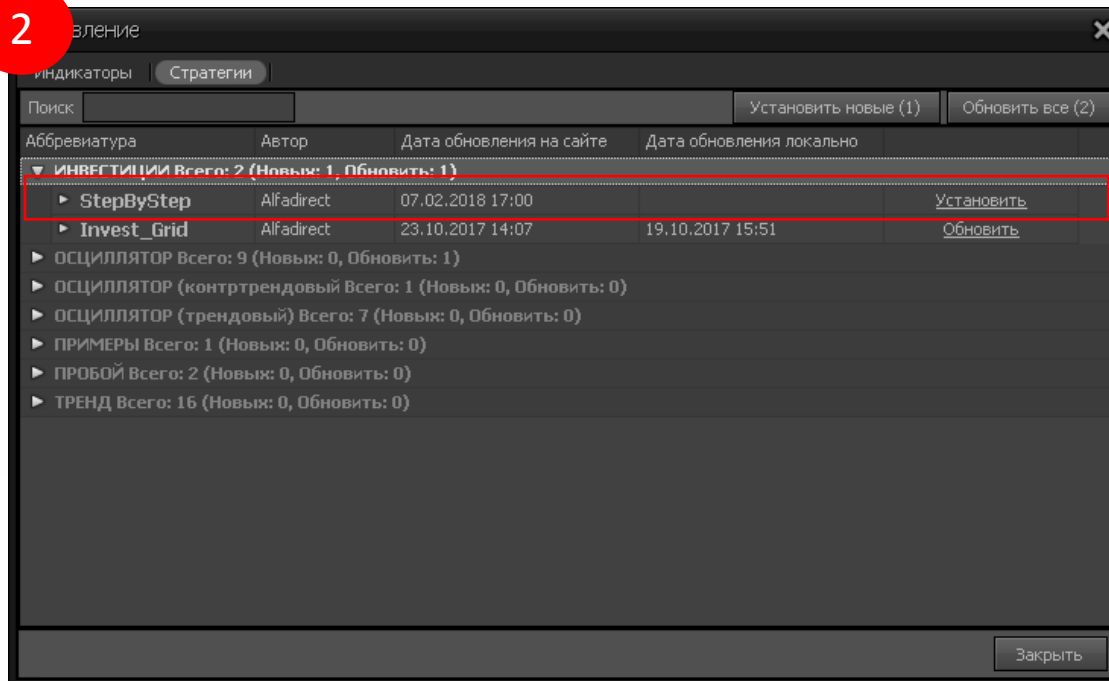 2
вление
Индикаторы Стратегии
Поиск Установить новые (1) Обновить все (2)
Аббревиатура Автор Дата обновления на сайте Дата обновления локально
ИНВЕСТИЦИИ Всего: 2 (Новых: 1, Обновить: 1)
StepByStep Alfadirect 07.02.2018 17:00 Установить
Invest_Grid Alfadirect 23.10.2017 14:07 19.10.2017 15:51 Обновить
ОСЦИЛЛЯТОР Всего: 9 (Новых: 0, Обновить: 1)
ОСЦИЛЛЯТОР (контртрендовый Всего: 1 (Новых: 0, Обновить: 0)
ОСЦИЛЛЯТОР (трендовый) Всего: 7 (Новых: 0, Обновить: 0)
ПРИМЕРЫ Всего: 1 (Новых: 0, Обновить: 0)
ПРОБОЙ Всего: 2 (Новых: 0, Обновить: 0)
ТРЕНД Всего: 16 (Новых: 0, Обновить: 0)
Закрыть